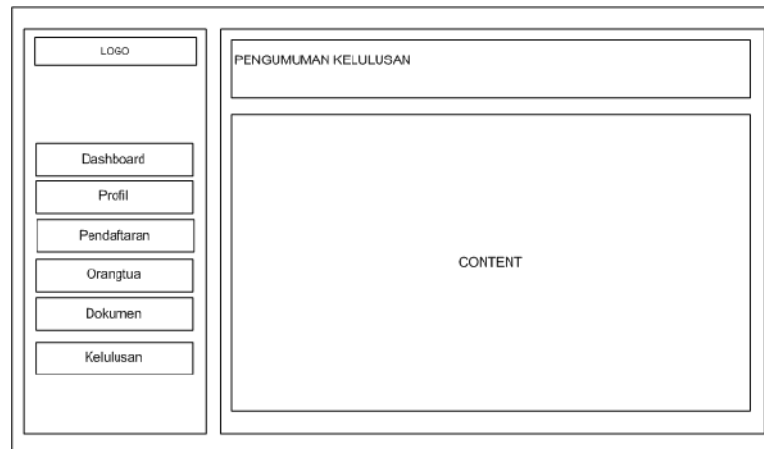 LOGO
Dashboard
Profil
Pendaftaran
Orangtua
Dokumen
Kelulusan
PENGUMUMAN KELULUSAN
CONTENT